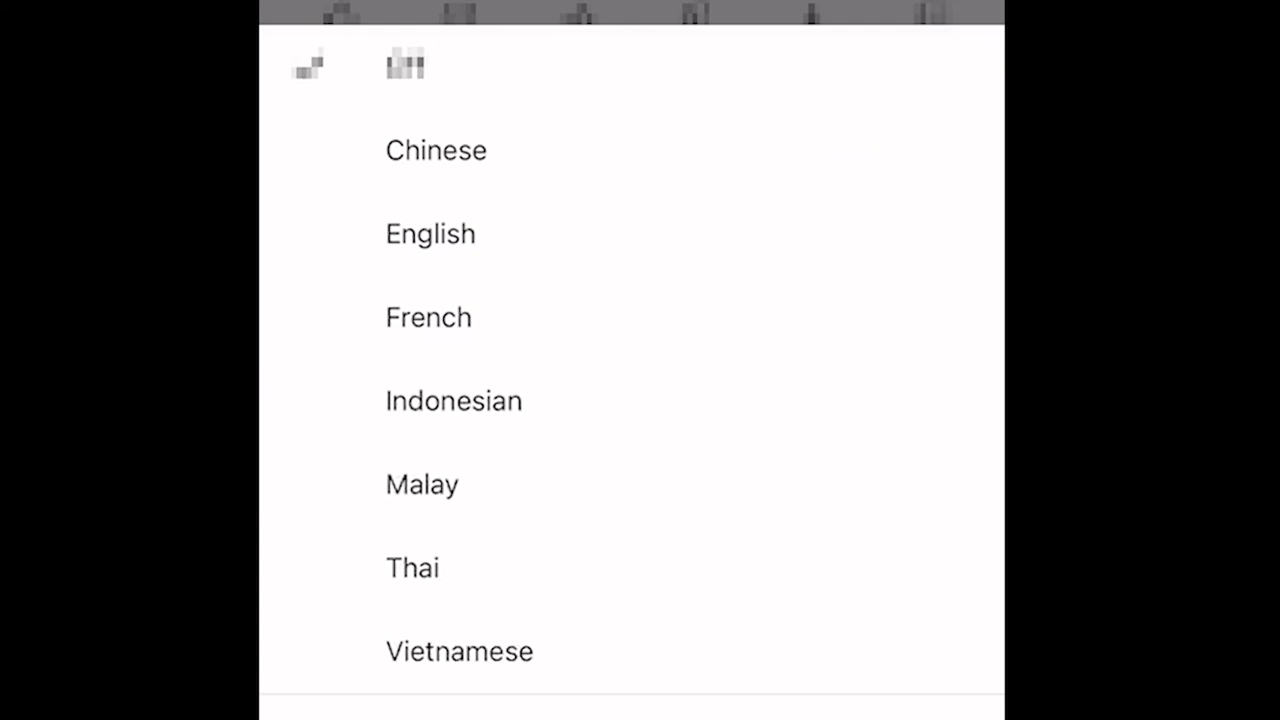 Chinese
English
French
Indonesian
Malay
Thai
Vietnamese